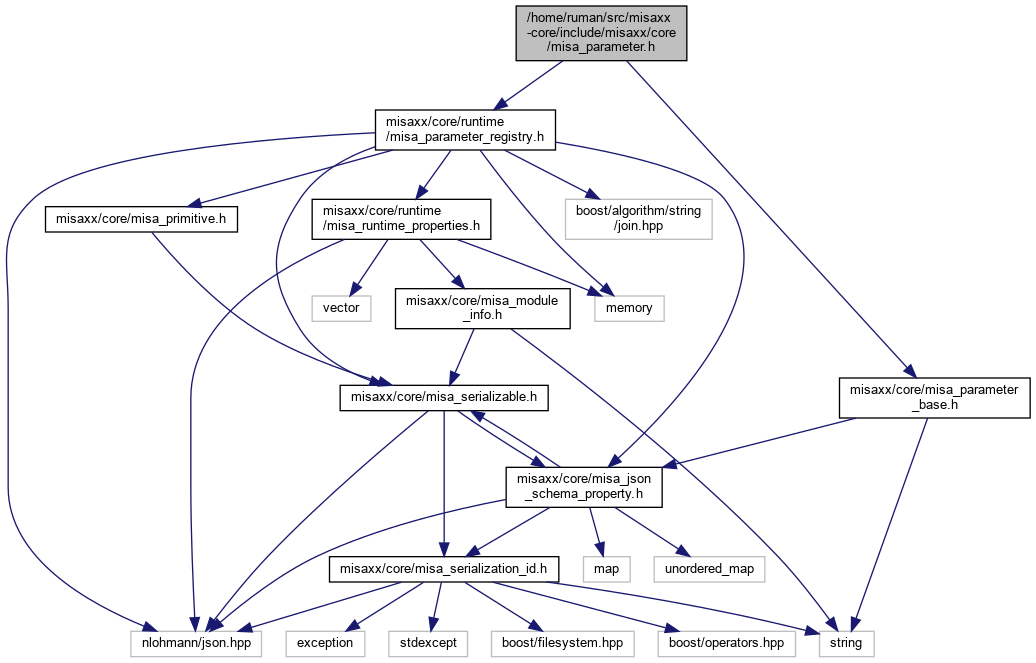 /home/ruman/src/misaxx
-core/include/misaxx/core
/misa_parameter.h
misaxx/core/runtime
/misa_parameter_registry.h
misaxx/core/misa_primitive.h
misaxx/core/runtime
/misa_runtime_properties.h
boost/algorithm/string
/join.hpp
vector
misaxx/core/misa_module
_info.h
memory
misaxx/core/misa_serializable.h
misaxx/core/misa_parameter
_base.h
misaxx/core/misa_json
_schema_property.h
misaxx/core/misa_serialization_id.h
map
unordered_map
nlohmann/json.hpp
exception
stdexcept
boost/filesystem.hpp
boost/operators.hpp
string